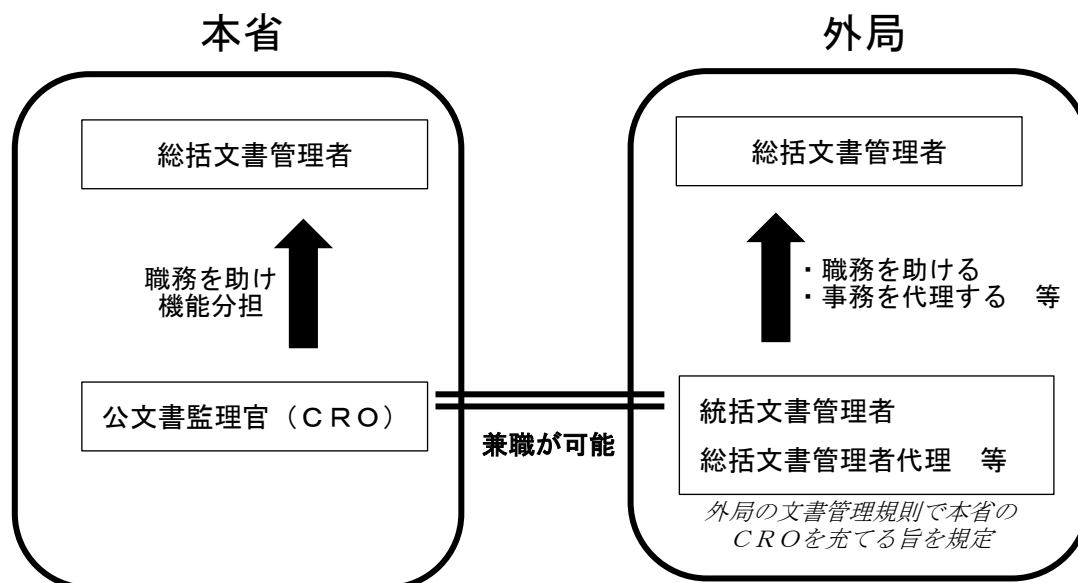 本省
総括文書管理者
職務を助け
機能分担
公文書監理官（ＣＲＯ）
兼職が可能
外局
総括文書管理者
・職務を助ける
・事務を代理する　等
統括文書管理者
総括文書管理者代理　等
外局の文書管理規則で本省の
ＣＲＯを充てる旨を規定